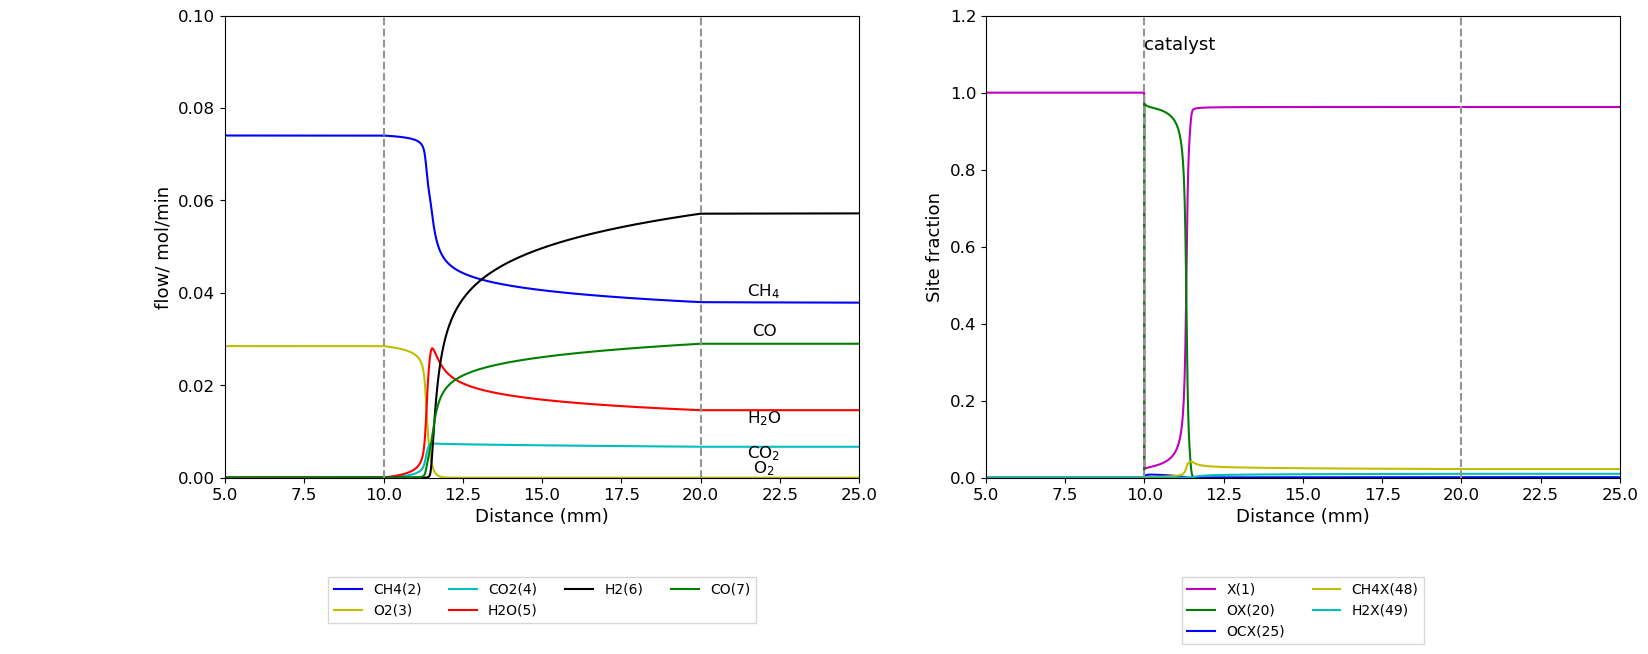 0.10
0.08
0.06
0.04
0.02
0.00
flow/ mol/min
CH4
CO
H2O
CO2
O2
5.0 7.5 10.0 12.5 15.0 17.5 20.0 22.5 25.0
Distance (mm)
CH4(2) CO2(4) H2(6) CO(7)
O2(3) H2O(5)
1.2
1.0
0.8
0.6
0.4
0.2
0.0
Site fraction
catalyst
5.0 7.5 10.0 12.5 15.0 17.5 20.0 22.5 25.0
Distance (mm)
X(1) CH4X(48)
OX(20) H2X(49)
OCX(25)